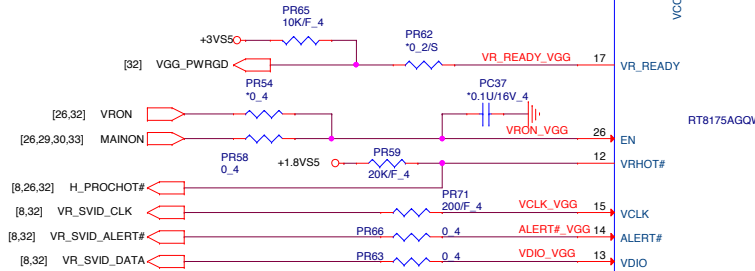 PR65
10K/F_4
+3VS5
PR62
*0_2/S
VCC
[32] VGG_PWRGD
VR_READY_VGG 17 VR_READY
PR54
*0_4
PC37
*0.1U/16V_4
[26,32] VRON
VRON_VGG
RT8175AGQW
[26,29,30,33] MAINON
26 EN
PR58
0_4
+1.8VS5
PR59
20K/F_4
12 VRHOT#
[8,26,32] H_PROCHOT#
PR71
200/F_4
[8,32] VR_SVID_CLK
VCLK_VGG 15 VCLK
[8,32] VR_SVID_ALERT#
PR66 0_4
ALERT#_VGG 14 ALERT#
[8,32] VR_SVID_DATA
PR63 0_4
VDIO_VGG 13 VDIO